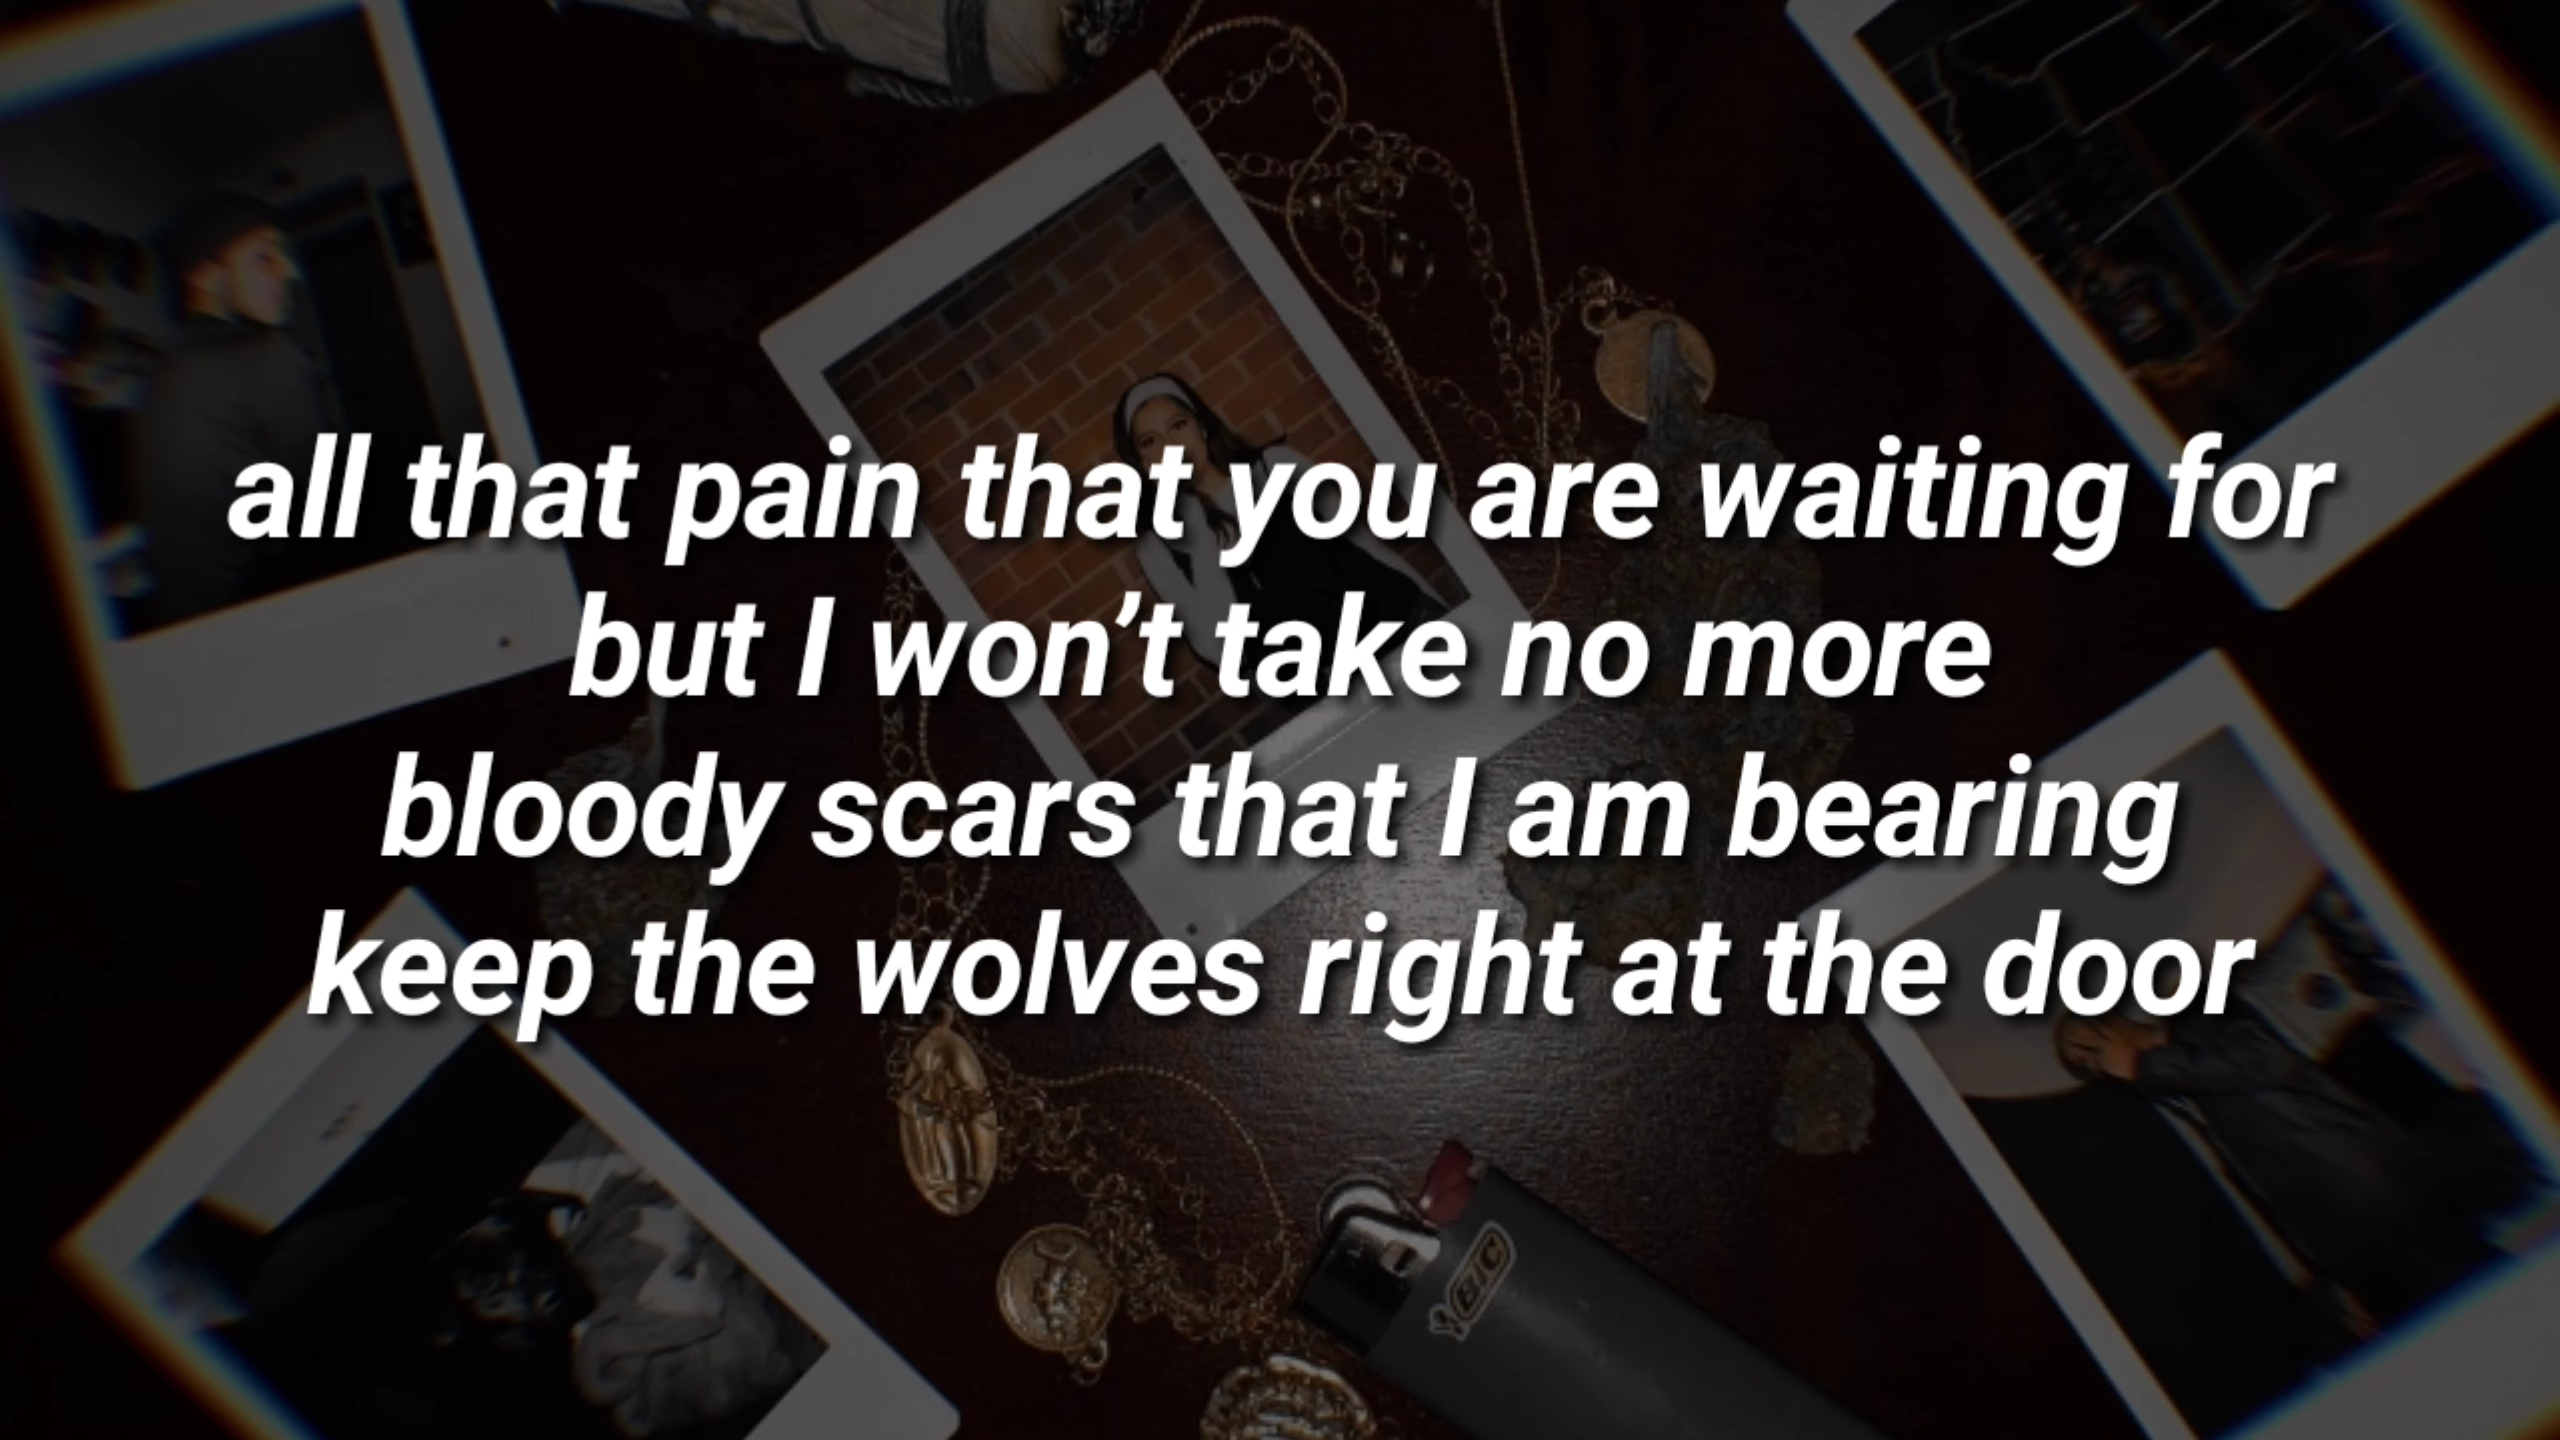 all that pain that you are waiting for
but I won’t take no more
bloody scars that I am bearing
keep the wolves right at the door
BIC